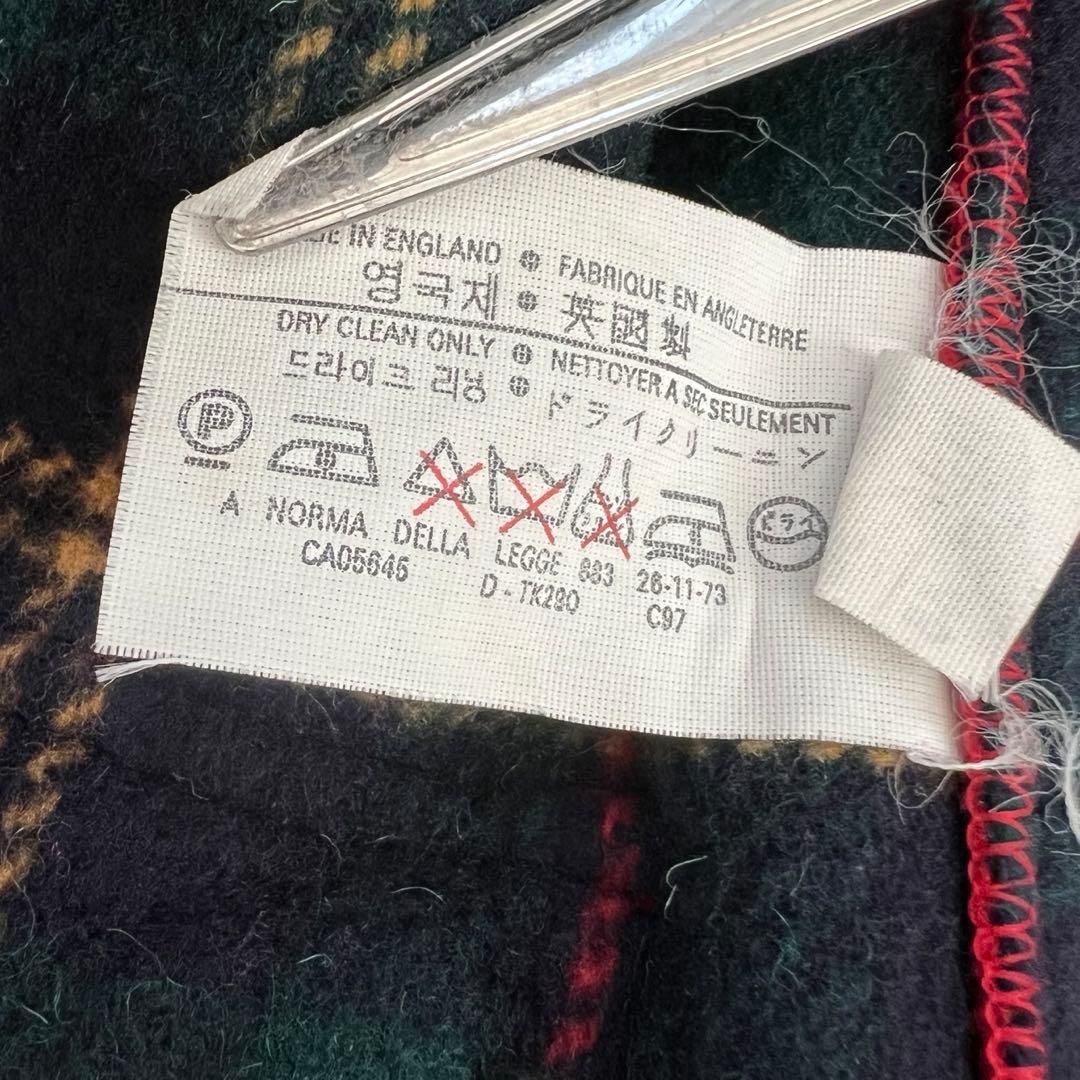 IN ENGLAND FABRIQUE EN ANGLETERRE
영국제 英國製
DRY CLEAN ONLY NETTOYER A SEC SEULEMENT
드라이크 리닝 ドライクリーニン
P
ドライ
A NORMA DELLA LEGGE 883 26-11-73
CA05645 D-TK280 C97